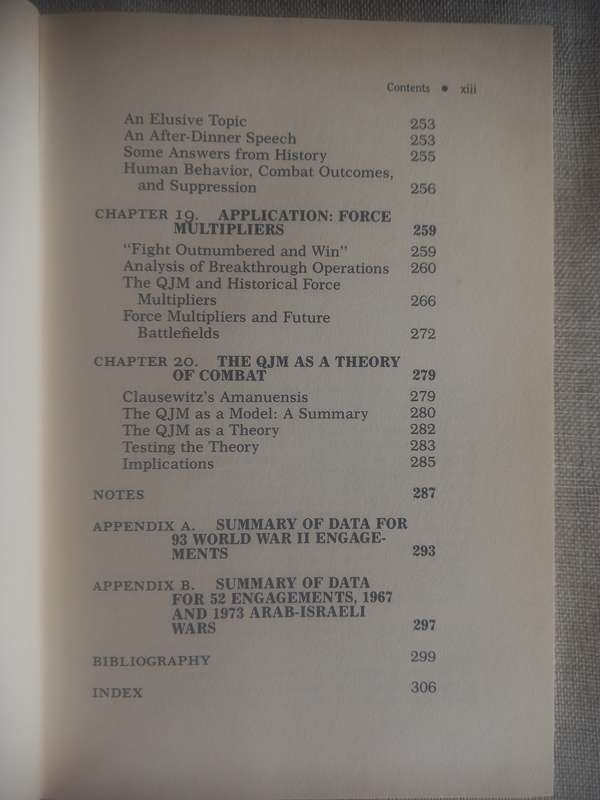 Contents • xiii
An Elusive Topic 253
An After-Dinner Speech 253
Some Answers from History 255
Human Behavior, Combat Outcomes,
and Suppression 256
CHAPTER 19. APPLICATION: FORCE
MULTIPLIERS 259
"Fight Outnumbered and Win" 259
Analysis of Breakthrough Operations 260
The QJM and Historical Force
Multipliers 266
Force Multipliers and Future
Battlefields 272
CHAPTER 20. THE QJM AS A THEORY
OF COMBAT 279
Clausewitz's Amanuensis 279
The QJM as a Model: A Summary 280
The QJM as a Theory 282
Testing the Theory 283
Implications 285
NOTES 287
APPENDIX A. SUMMARY OF DATA FOR
93 WORLD WAR II ENGAGE-
MENTS 293
APPENDIX B. SUMMARY OF DATA
FOR 52 ENGAGEMENTS, 1967
AND 1973 ARAB-ISRAELI
WARS 297
BIBLIOGRAPHY 299
INDEX 306